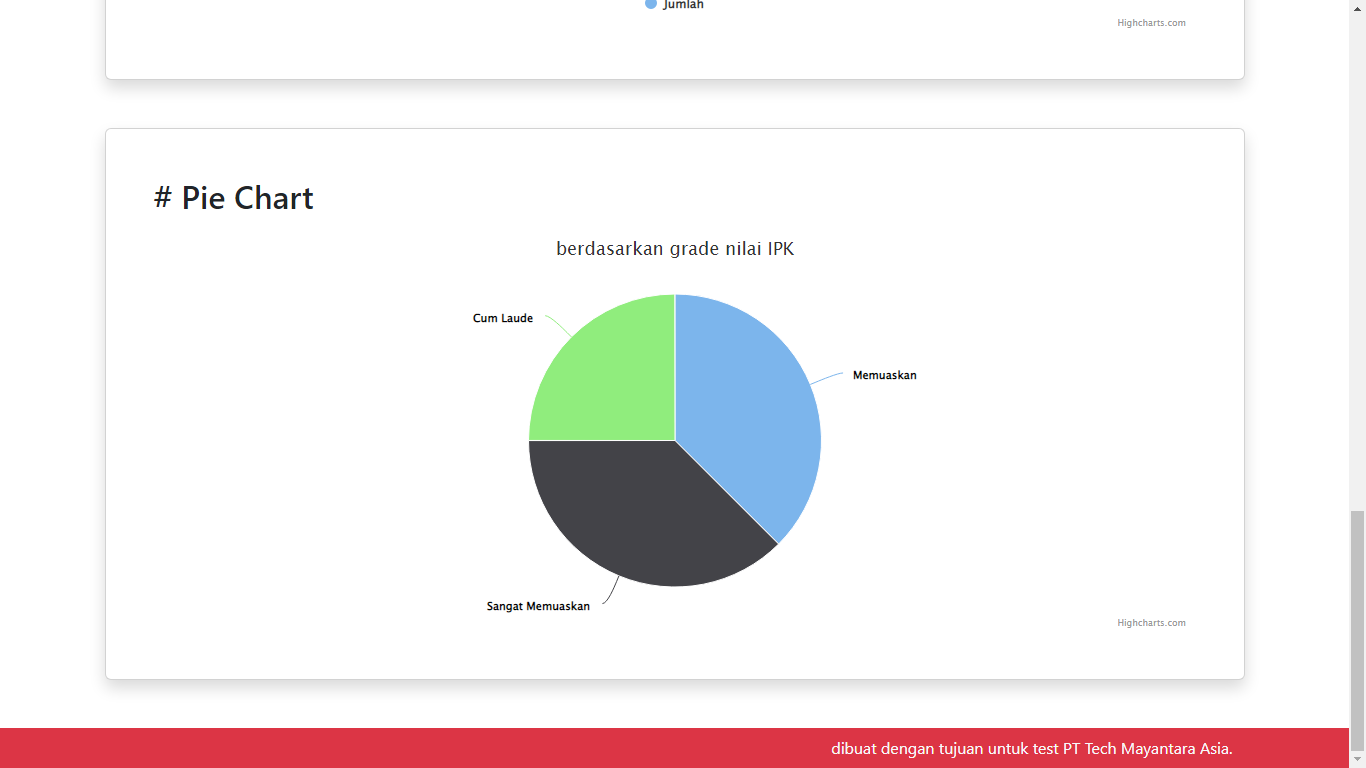 Jumlah
Highcharts.com
# Pie Chart
berdasarkan grade nilai IPK
Cum Laude
Memuaskan
Sangat Memuaskan
Highcharts.com
dibuat dengan tujuan untuk test PT Tech Mayantara Asia.